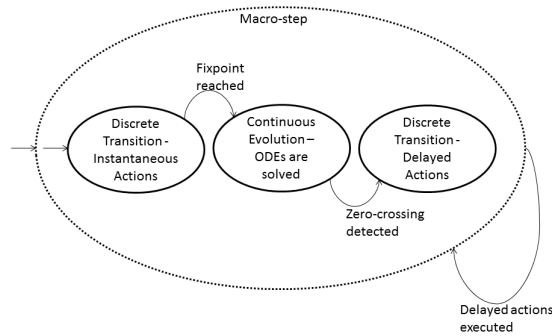 Macro-step
Fixpoint
reached
Discrete
Transition -
Instantaneous
Actions
Continuous
Evolution –
ODEs are
solved
Discrete
Transition -
Delayed
Actions
Zero-crossing
detected
Delayed actions
executed